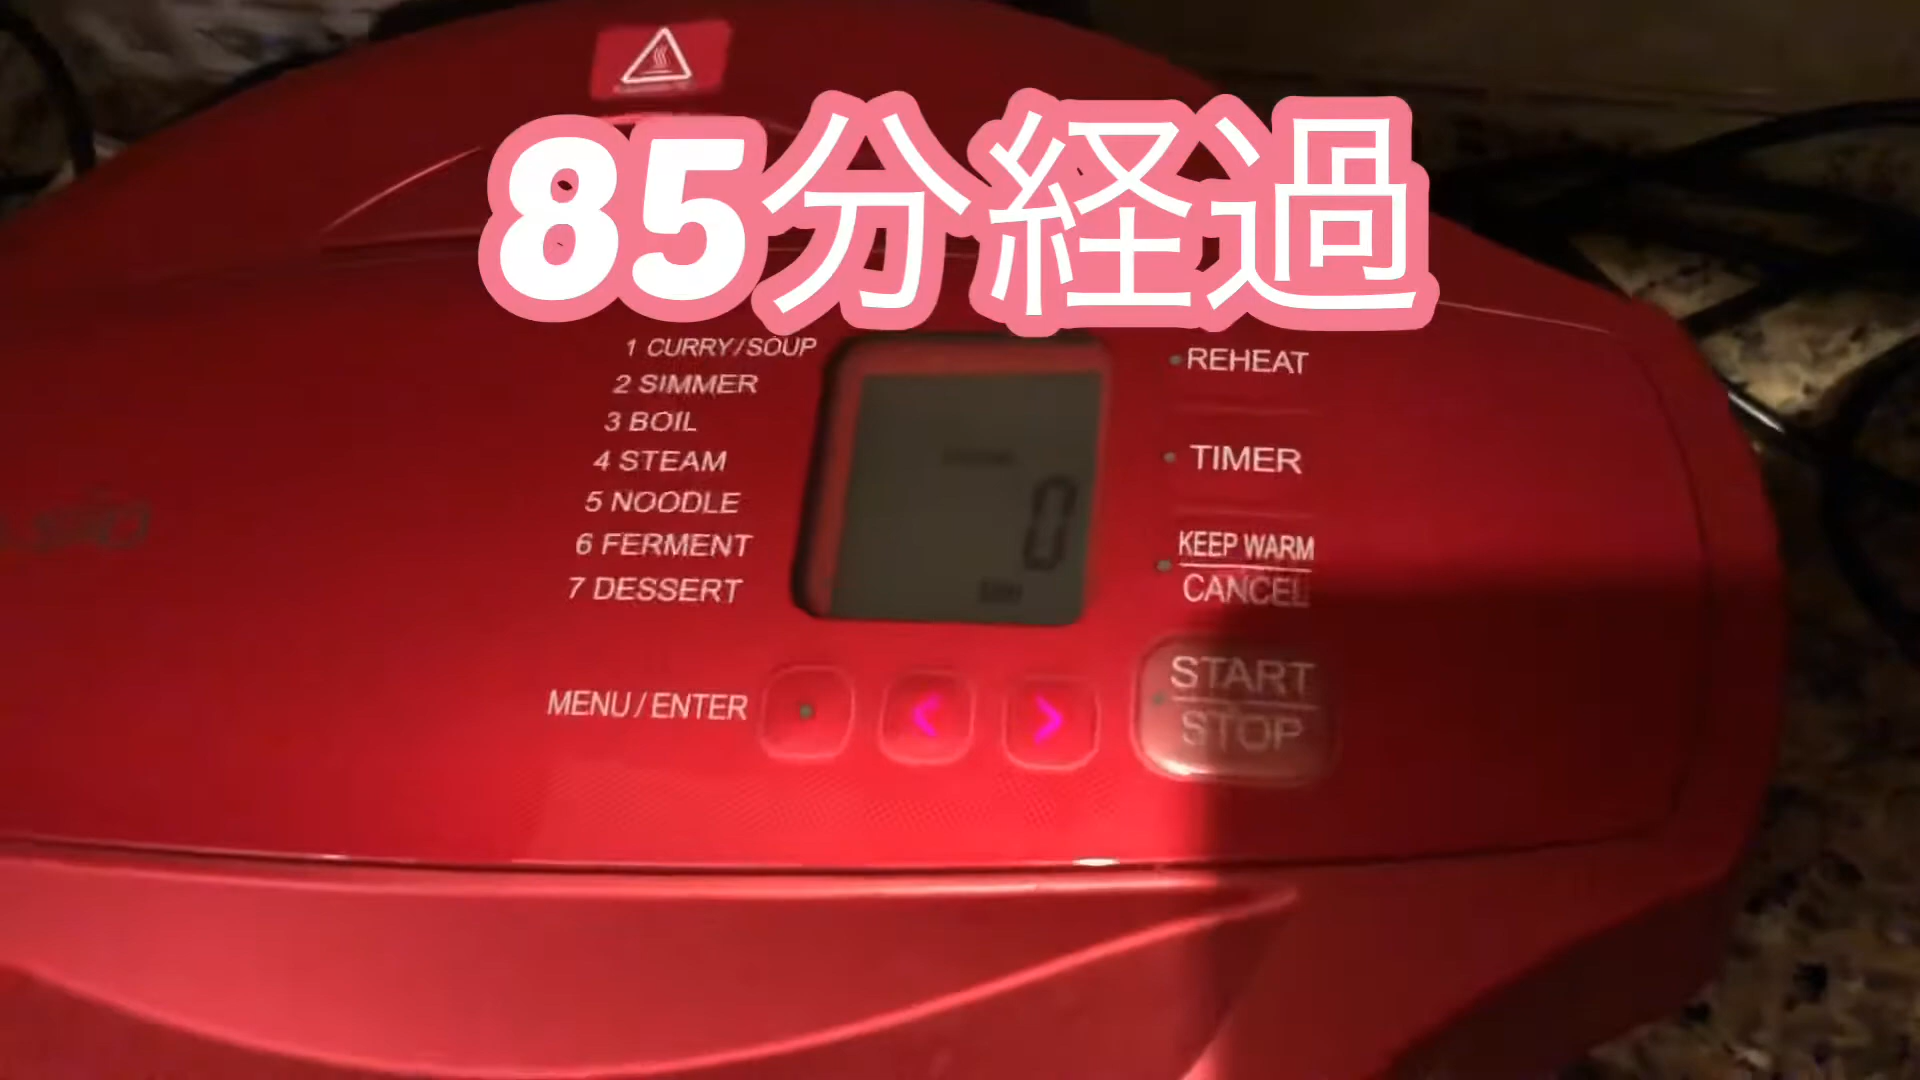 85分経過
1 CURRY/SOUP
2 SIMMER
3 BOIL
4 STEAM
5 NOODLE
6 FERMENT
7 DESSERT
0
REHEAT
TIMER
KEEP WARM
CANCEL
MENU/ENTER
<
>
START
STOP